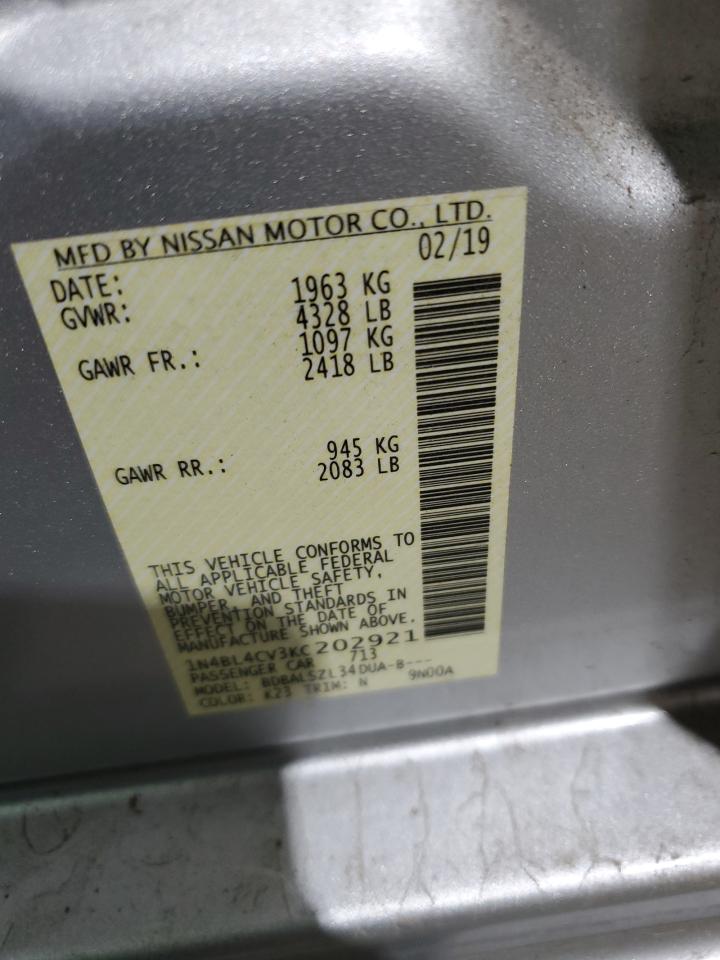 MFD BY NISSAN MOTOR CO., LTD.
DATE: 02/19
GVWR: 1963 KG
4328 LB
GAWR FR.: 1097 KG
2418 LB
GAWR RR.: 945 KG
2083 LB
THIS VEHICLE CONFORMS TO
ALL APPLICABLE FEDERAL
MOTOR VEHICLE SAFETY,
BUMPER, AND THEFT
PREVENTION STANDARDS IN
EFFECT ON THE DATE OF
MANUFACTURE SHOWN ABOVE.
1N4BL4CV3KC202921
PASSENGER CAR 713
MODEL: BDBALSZL34DUA-B---
COLOR: K23 TRIM: N 9N00A